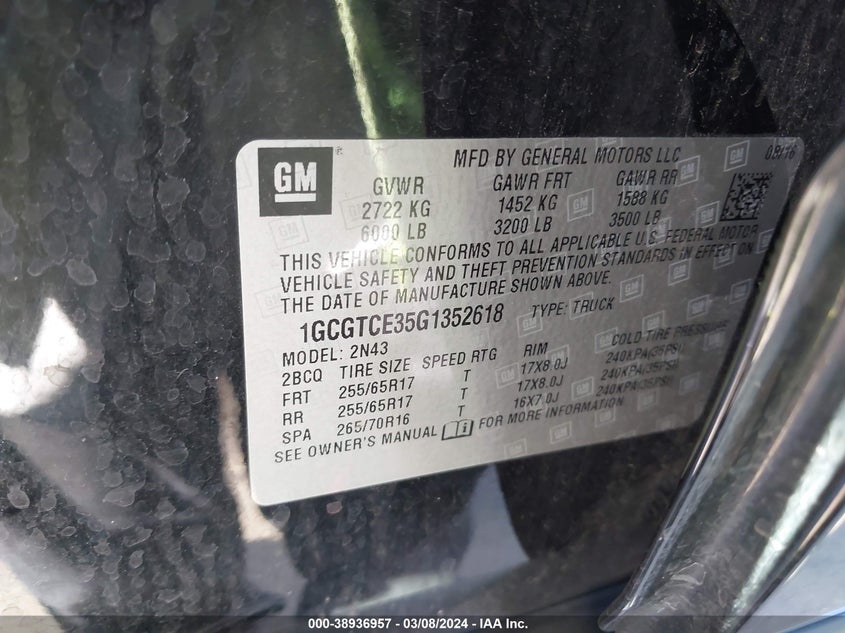 GM
MFD BY GENERAL MOTORS LLC
GVWR GAWR FRT GAWR RR
2722 KG 1452 KG 1588 KG
6000 LB 3200 LB 3500 LB
THIS VEHICLE CONFORMS TO ALL APPLICABLE U.S. FEDERAL MOTOR
VEHICLE SAFETY AND THEFT PREVENTION STANDARDS IN EFFECT ON
THE DATE OF MANUFACTURE SHOWN ABOVE.
1GCGTCE35G1352618 TYPE: TRUCK
MODEL: 2N43
2BCQ TIRE SIZE SPEED RTG RIM COLD TIRE PRESSURE
FRT 255/65R17 T 17X8.0J 240KPA(35PSI)
RR 255/65R17 T 17X8.0J 240KPA(35PSI)
SPA 265/70R16 T 16X7.0J 240KPA(35PSI)
SEE OWNER'S MANUAL FOR MORE INFORMATION
000-38936957 - 03/08/2024 - IAA Inc.